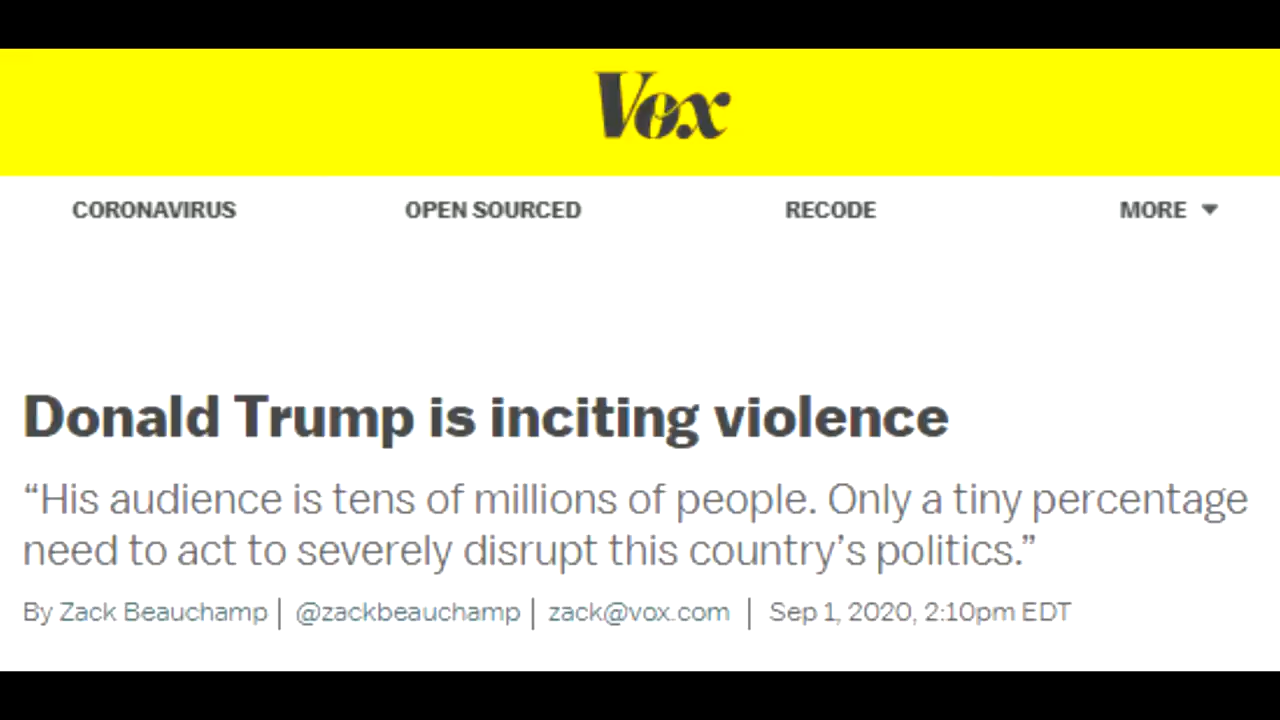 Vox
CORONAVIRUS OPEN SOURCED RECODE MORE
Donald Trump is inciting violence
“His audience is tens of millions of people. Only a tiny percentage
need to act to severely disrupt this country’s politics.”
By Zack Beauchamp | @zackbeauchamp | zack@vox.com | Sep 1, 2020, 2:10pm EDT